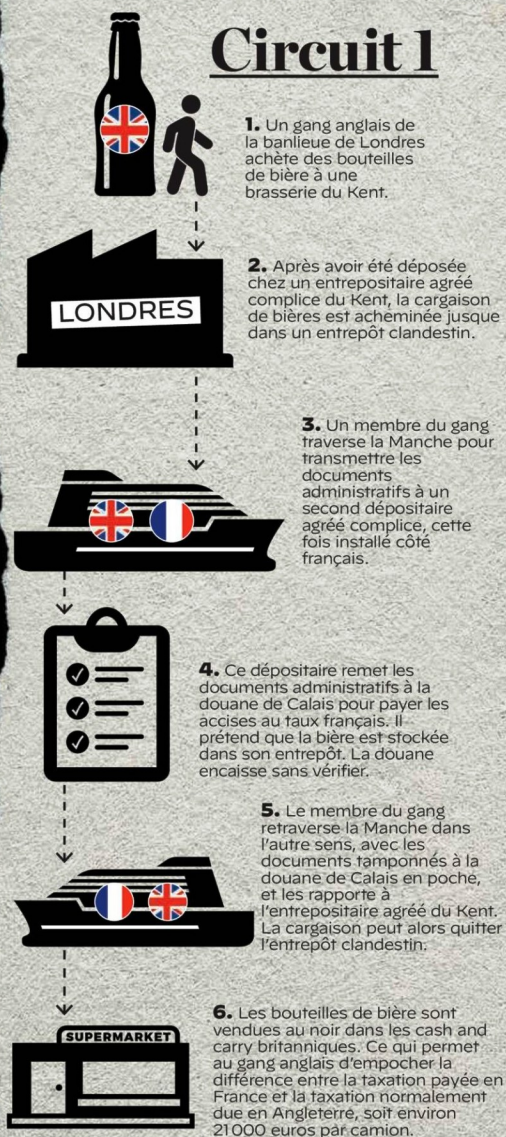 Circuit 1
1. Un gang anglais de
la banlieue de Londres
achète des bouteilles
de bière à une
brasserie du Kent.
2. Après avoir été déposée
chez un entrepositaire agréé
complice du Kent, la cargaison
de bières est acheminée jusque
dans un entrepôt clandestin.
LONDRES
3. Un membre du gang
traverse la Manche pour
transmettre les
documents
administratifs à un
second dépositaire
agréé complice, cette
fois installé côté
français.
4. Ce dépositaire remet les
documents administratifs à la
douane de Calais pour payer les
accises au taux français. Il
prétend que la bière est stockée
dans son entrepôt. La douane
encaisse sans vérifier.
5. Le membre du gang
retraverse la Manche dans
l'autre sens, avec les
documents tamponnés à la
douane de Calais en poche,
et les rapporte à
l'entrepositaire agréé du Kent.
La cargaison peut alors quitter
l'entrepôt clandestin.
SUPERMARKET
6. Les bouteilles de bière sont
vendues au noir dans les cash and
carry britanniques. Ce qui permet
au gang anglais d'empocher la
différence entre la taxation payée en
France et la taxation normalement
due en Angleterre, soit environ
21 000 euros par camion.